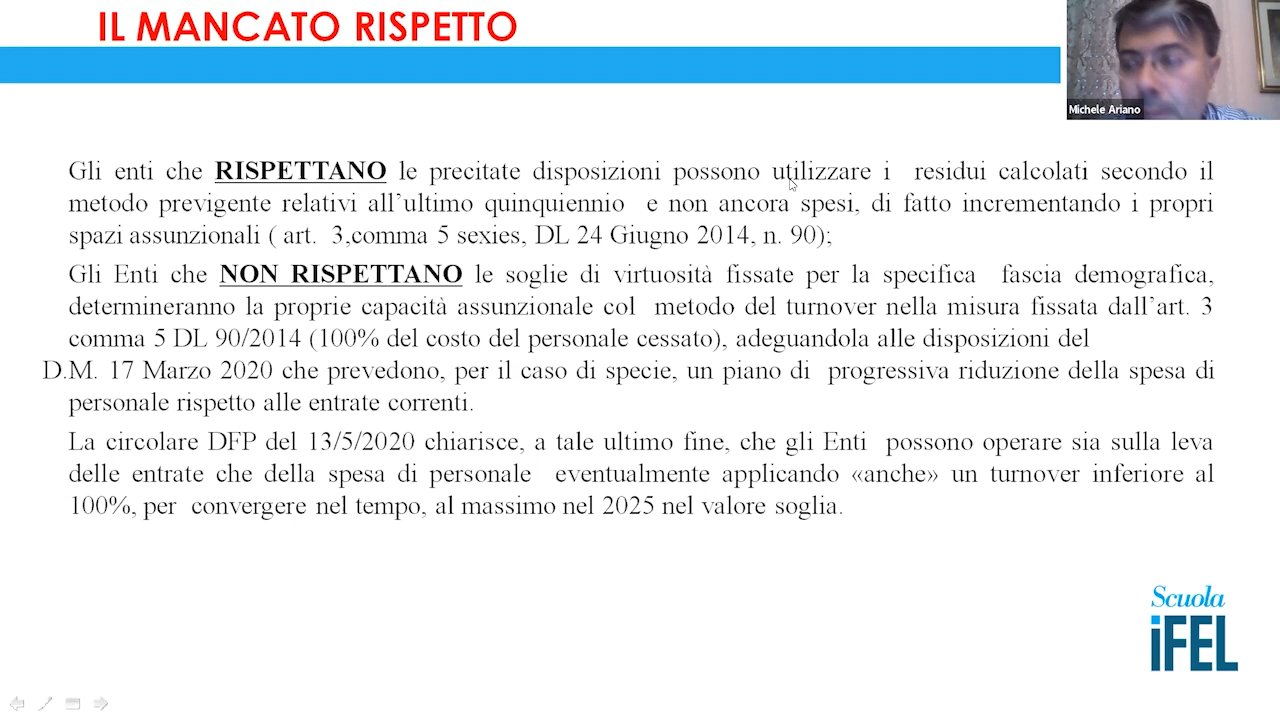 IL MANCATO RISPETTO
Michele Ariano
Gli enti che RISPETTANO le precitate disposizioni possono utilizzare i residui calcolati secondo il
metodo previgente relativi all’ultimo quinquiennio e non ancora spesi, di fatto incrementando i propri
spazi assunzionali ( art. 3,comma 5 sexies, DL 24 Giugno 2014, n. 90);
Gli Enti che NON RISPETTANO le soglie di virtuosità fissate per la specifica fascia demografica,
determineranno la proprie capacità assunzionale col metodo del turnover nella misura fissata dall’art. 3
comma 5 DL 90/2014 (100% del costo del personale cessato), adeguandola alle disposizioni del
D.M. 17 Marzo 2020 che prevedono, per il caso di specie, un piano di progressiva riduzione della spesa di
personale rispetto alle entrate correnti.
La circolare DFP del 13/5/2020 chiarisce, a tale ultimo fine, che gli Enti possono operare sia sulla leva
delle entrate che della spesa di personale eventualmente applicando «anche» un turnover inferiore al
100%, per convergere nel tempo, al massimo nel 2025 nel valore soglia.
Scuola
iFEL